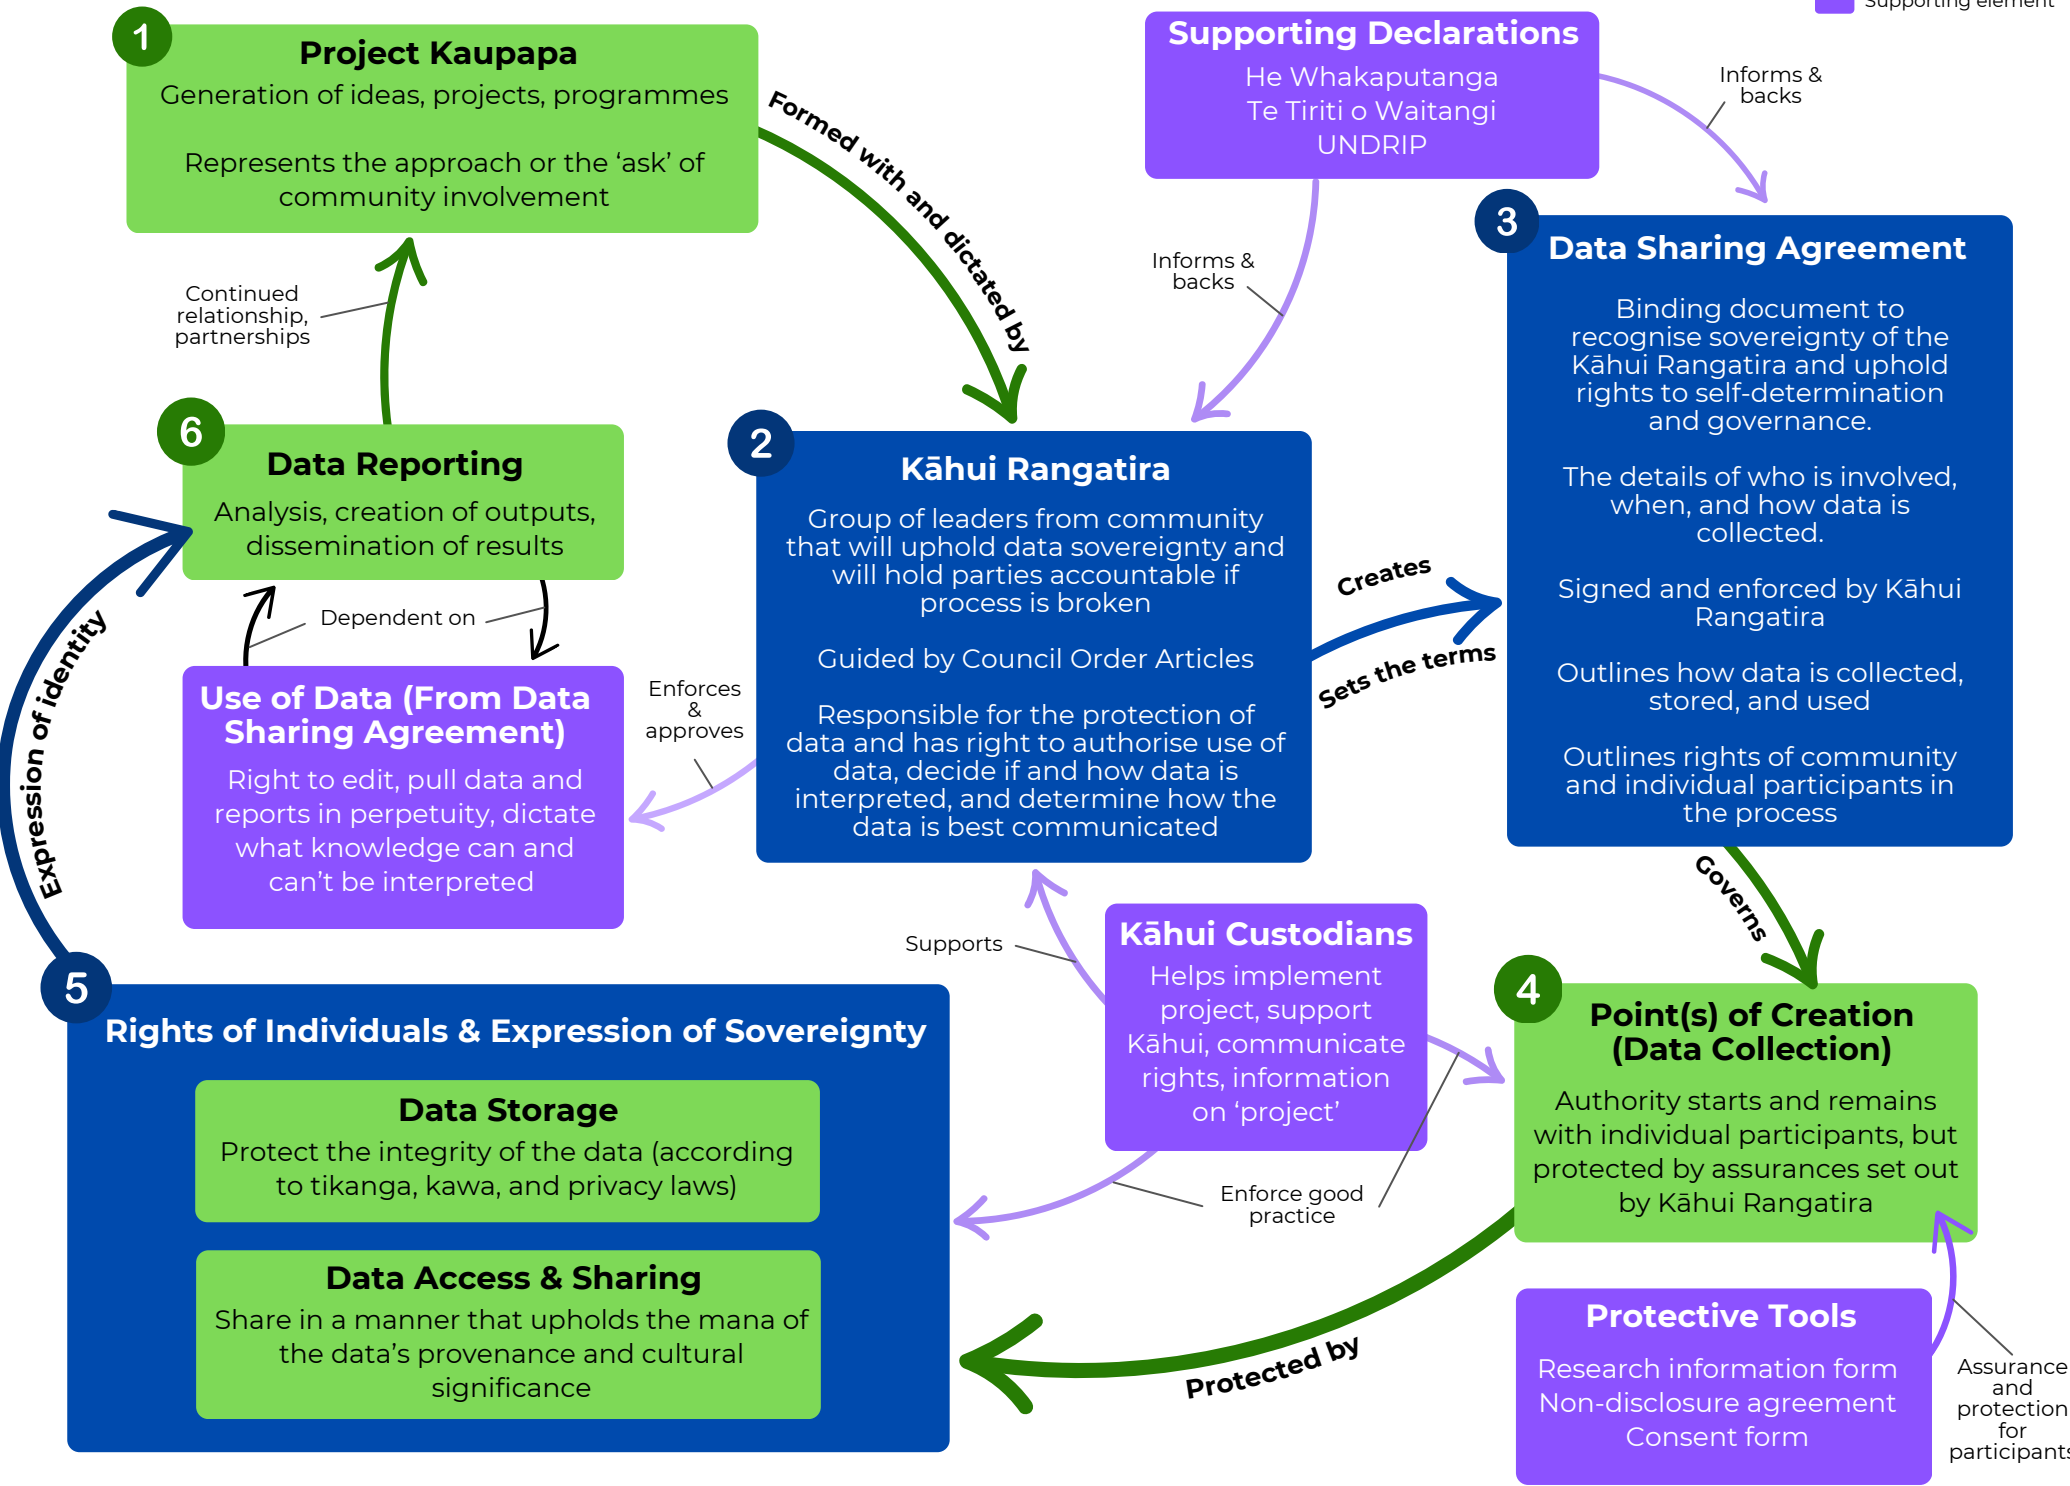 Supporting element
1
Project Kaupapa
Generation of ideas, projects, programmes
Represents the approach or the ‘ask’ of
community involvement
Formed with and dictated by
Supporting Declarations
He Whakaputanga
Te Tiriti o Waitangi
UNDRIP
Informs &
backs
Informs &
backs
2
Kāhui Rangatira
Group of leaders from community
that will uphold data sovereignty and
will hold parties accountable if
process is broken
Guided by Council Order Articles
Responsible for the protection of
data and has right to authorise use of
data, decide if and how data is
interpreted, and determine how the
data is best communicated
Creates
Sets the terms
3
Data Sharing Agreement
Binding document to
recognise sovereignty of the
Kāhui Rangatira and uphold
rights to self-determination
and governance.
The details of who is involved,
when, and how data is
collected.
Signed and enforced by Kāhui
Rangatira
Outlines how data is collected,
stored, and used
Outlines rights of community
and individual participants in
the process
Governs
4
Point(s) of Creation
(Data Collection)
Authority starts and remains
with individual participants, but
protected by assurances set out
by Kāhui Rangatira
Protective Tools
Research information form
Non-disclosure agreement
Consent form
Assurance
and
protection
for
participants
Kāhui Custodians
Helps implement
project, support
Kāhui, communicate
rights, information
on ‘project’
Supports
Enforce good
practice
Protected by
5
Rights of Individuals & Expression of Sovereignty
Data Storage
Protect the integrity of the data (according
to tikanga, kawa, and privacy laws)
Data Access & Sharing
Share in a manner that upholds the mana of
the data’s provenance and cultural
significance
Expression of identity
6
Data Reporting
Analysis, creation of outputs,
dissemination of results
Continued
relationship,
partnerships
Dependent on
Use of Data (From Data
Sharing Agreement)
Right to edit, pull data and
reports in perpetuity, dictate
what knowledge can and
can’t be interpreted
Enforces
&
approves